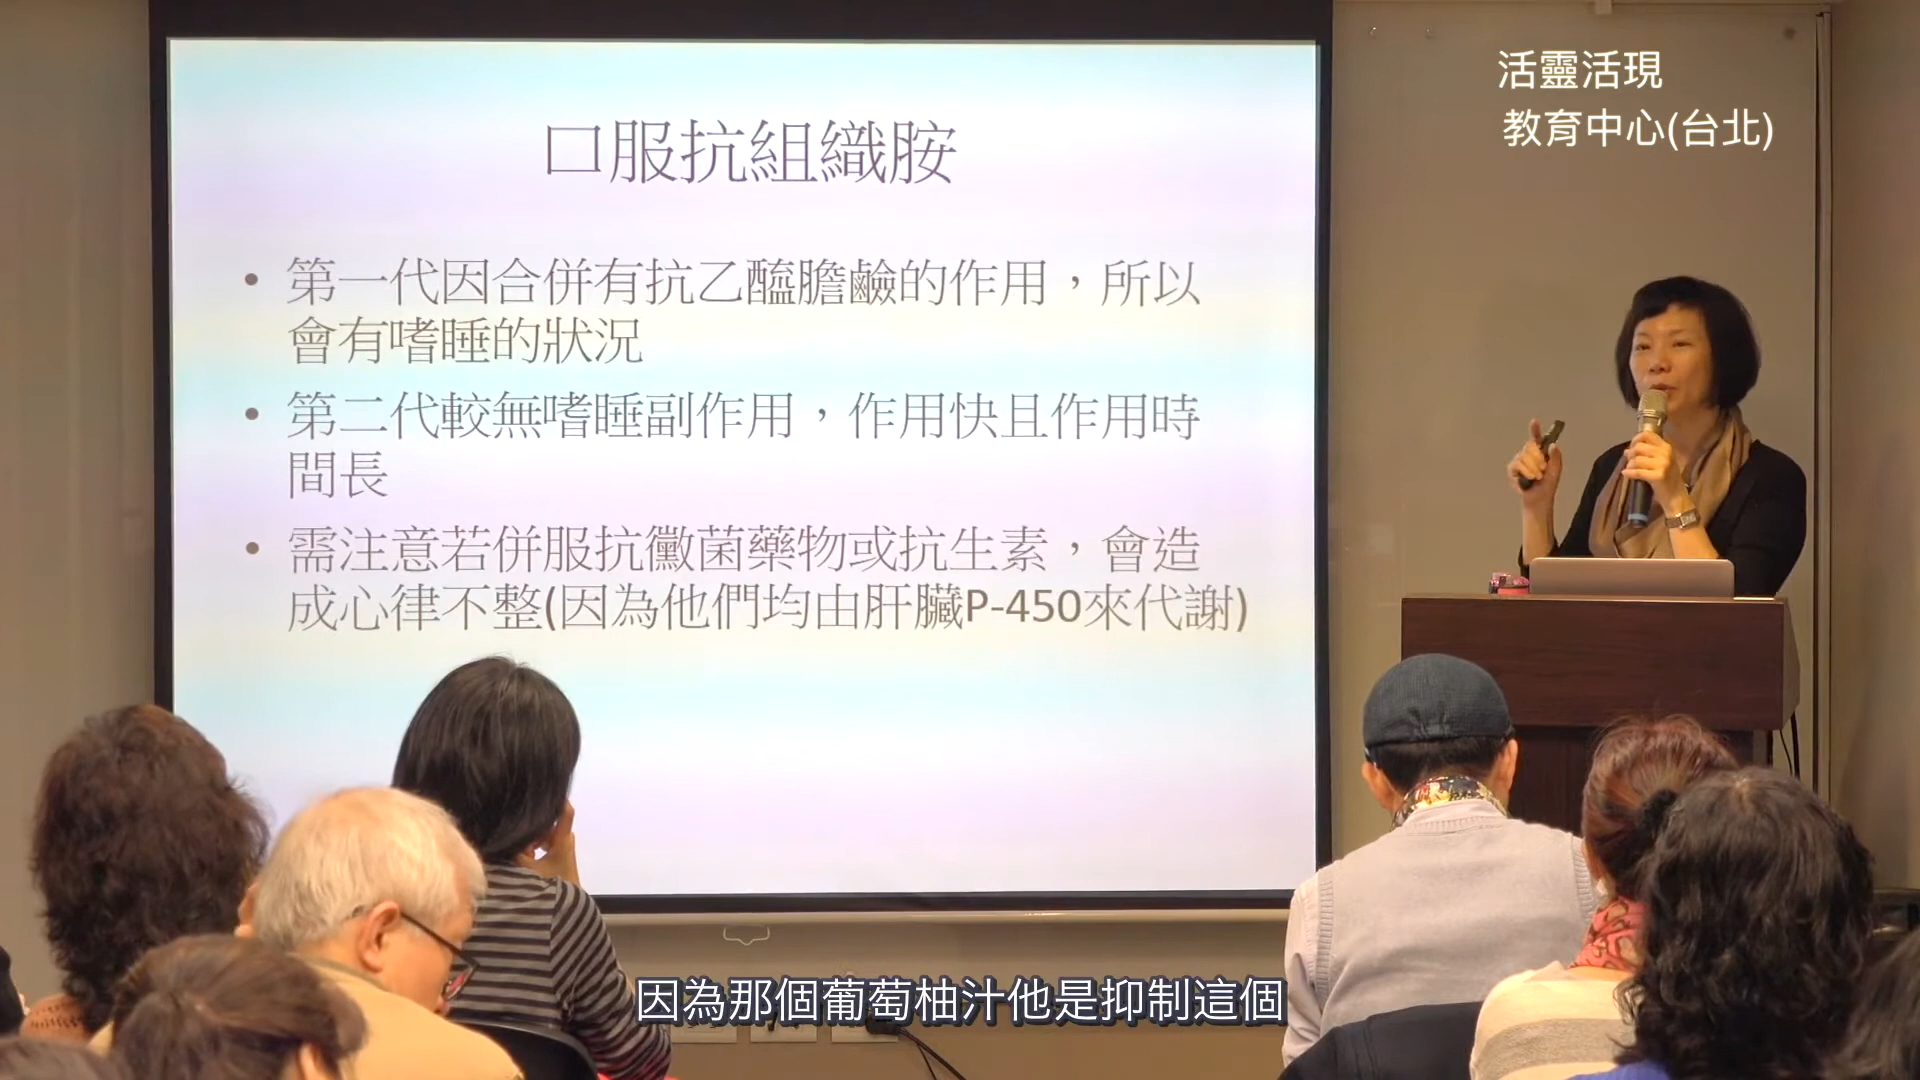 活靈活現
教育中心(台北)
口服抗組織胺
• 第一代因合併有抗乙醯膽鹼的作用，所以
會有嗜睡的狀況
• 第二代較無嗜睡副作用，作用快且作用時
間長
• 需注意若併服抗黴菌藥物或抗生素，會造
成心律不整(因為他們均由肝臟P-450來代謝)
因為那個葡萄柚汁他是抑制這個